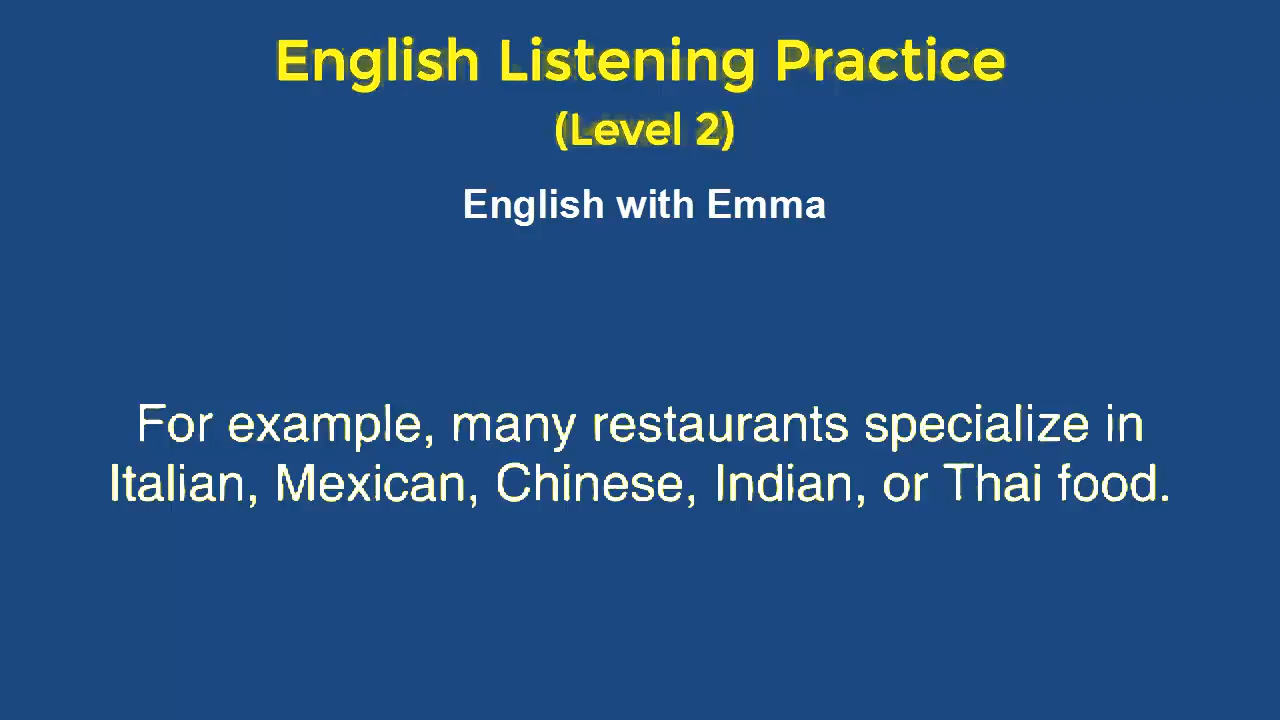 English Listening Practice
(Level 2)
English with Emma
For example, many restaurants specialize in
Italian, Mexican, Chinese, Indian, or Thai food.